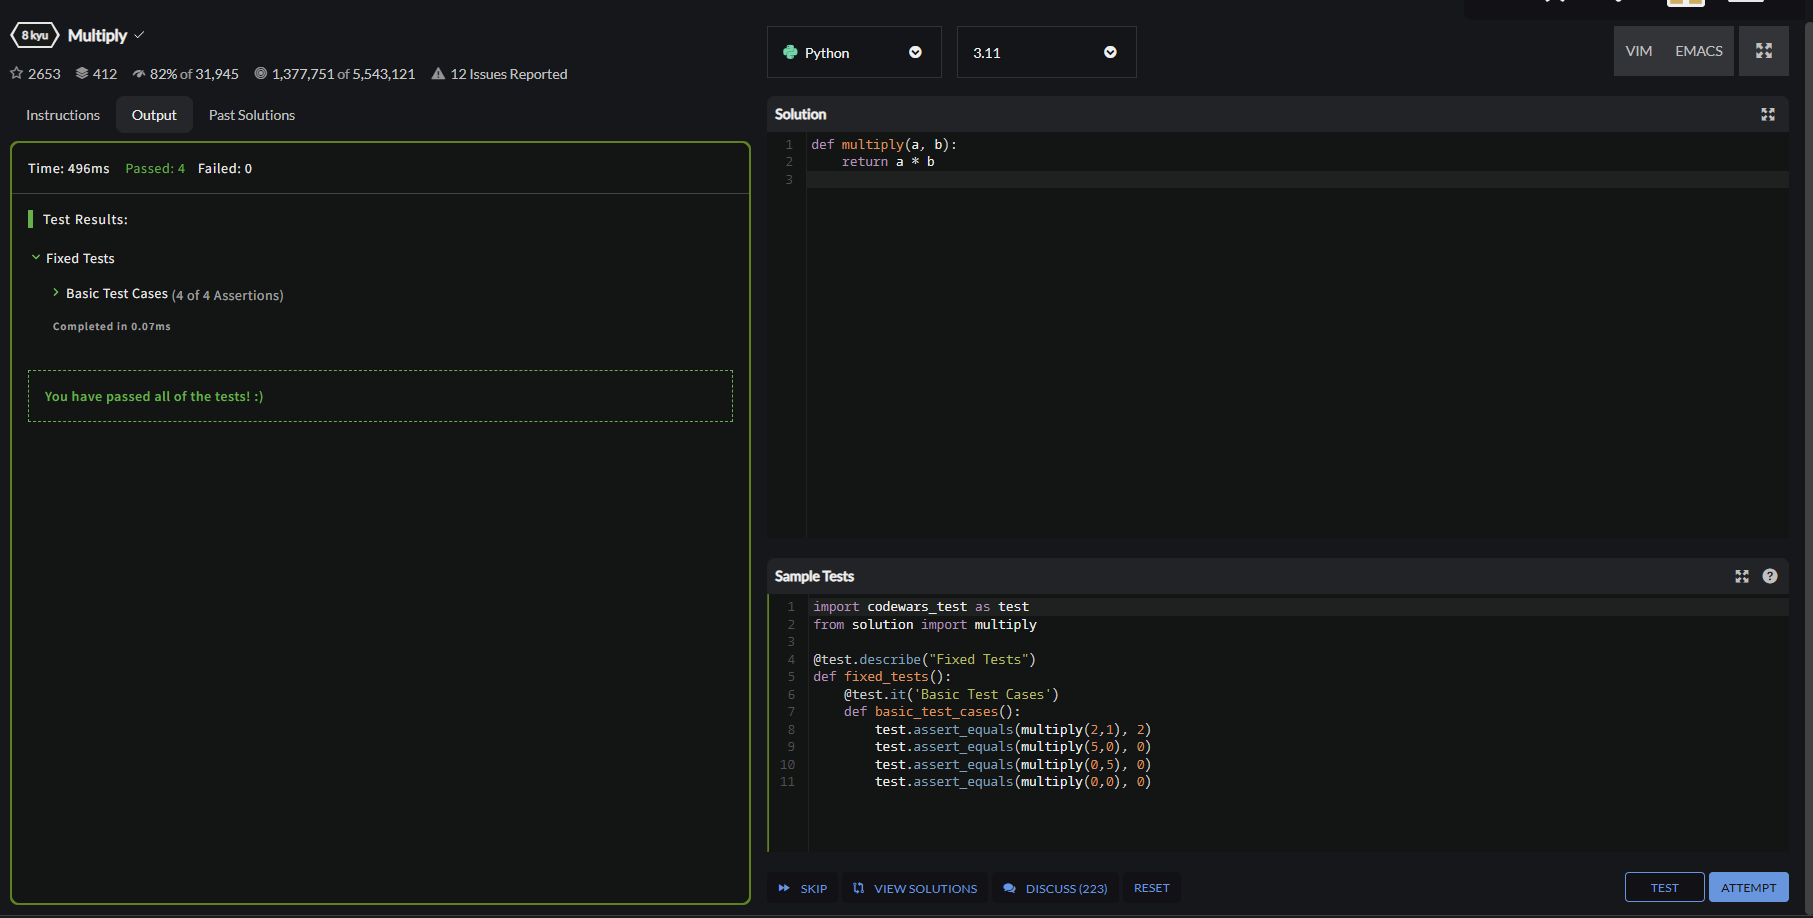 8 kyu Multiply
2653 412 82% of 31,945 1,377,751 of 5,543,121 12 Issues Reported
Instructions Output Past Solutions
Time: 496ms Passed: 4 Failed: 0
Test Results:
Fixed Tests
Basic Test Cases (4 of 4 Assertions)
Completed in 0.07ms
You have passed all of the tests! :)
Python 3.11 VIM EMACS
Solution
1 def multiply(a, b):
2     return a * b
3
Sample Tests ?
1 import codewars_test as test
2 from solution import multiply
3
4 @test.describe("Fixed Tests")
5 def fixed_tests():
6     @test.it('Basic Test Cases')
7     def basic_test_cases():
8         test.assert_equals(multiply(2,1), 2)
9         test.assert_equals(multiply(5,0), 0)
10         test.assert_equals(multiply(0,5), 0)
11         test.assert_equals(multiply(0,0), 0)
SKIP VIEW SOLUTIONS DISCUSS (223) RESET TEST ATTEMPT